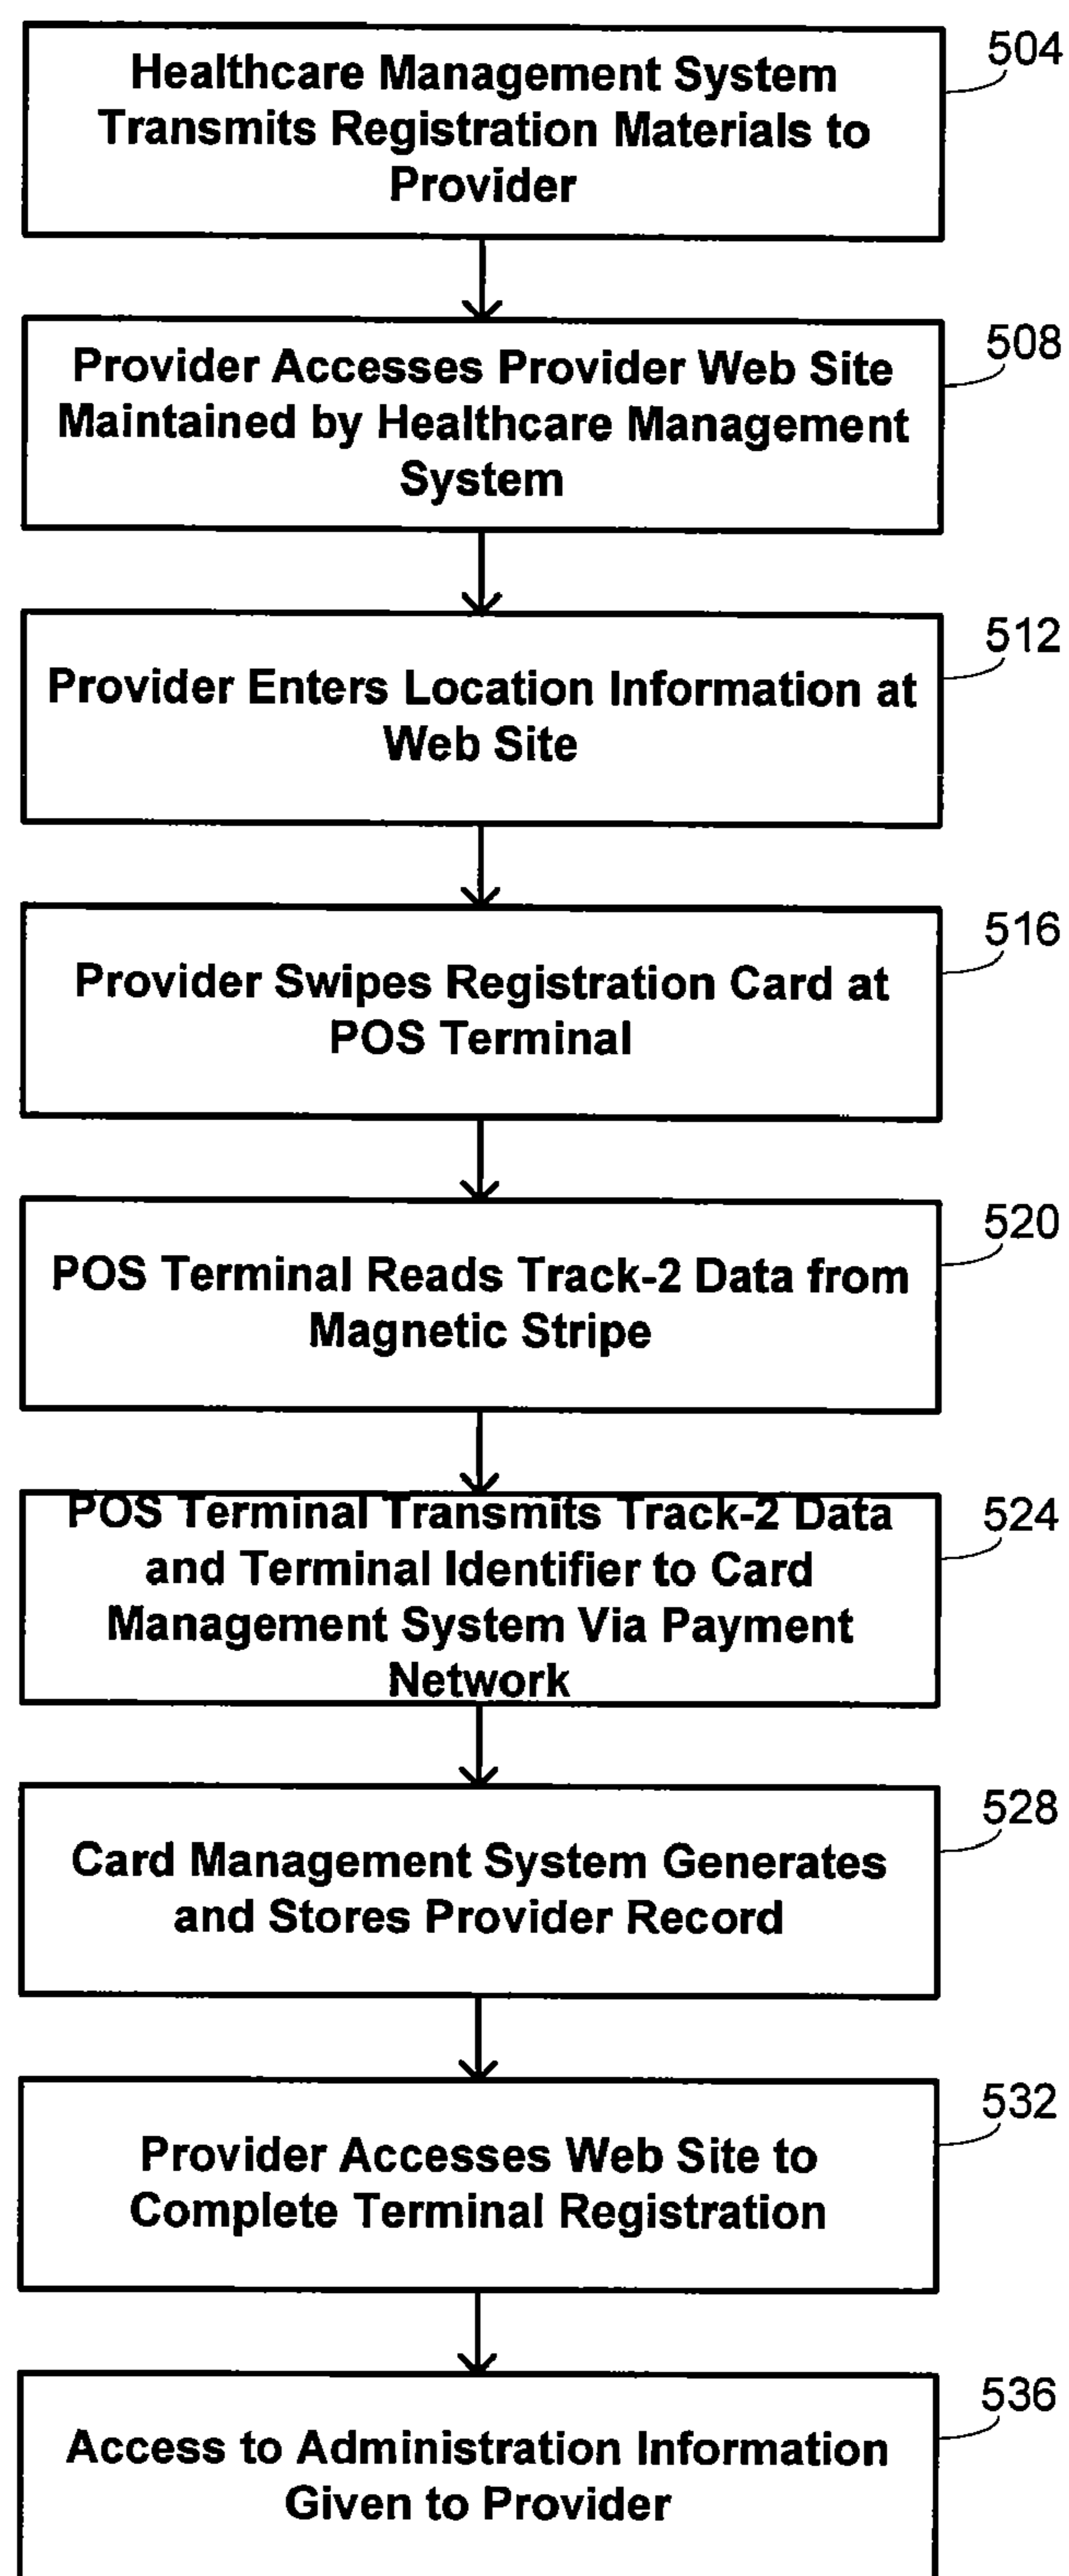 Healthcare Management System
Transmits Registration Materials to
Provider
504
Provider Accesses Provider Web Site
Maintained by Healthcare Management
System
508
Provider Enters Location Information at
Web Site
512
Provider Swipes Registration Card at
POS Terminal
516
POS Terminal Reads Track-2 Data from
Magnetic Stripe
520
POS Terminal Transmits Track-2 Data
and Terminal Identifier to Card
Management System Via Payment
Network
524
Card Management System Generates
and Stores Provider Record
528
Provider Accesses Web Site to
Complete Terminal Registration
532
Access to Administration Information
Given to Provider
536